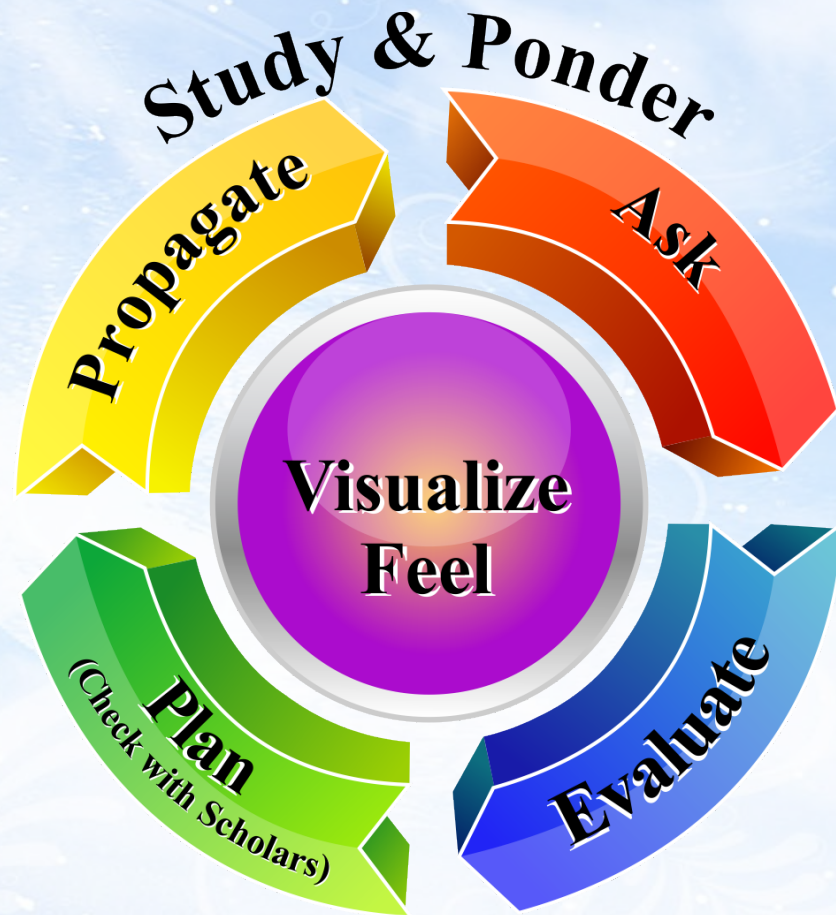 Study & Ponder
Propagate
Ask
Visualize
Feel
Plan
(Check with Scholars)
Evaluate